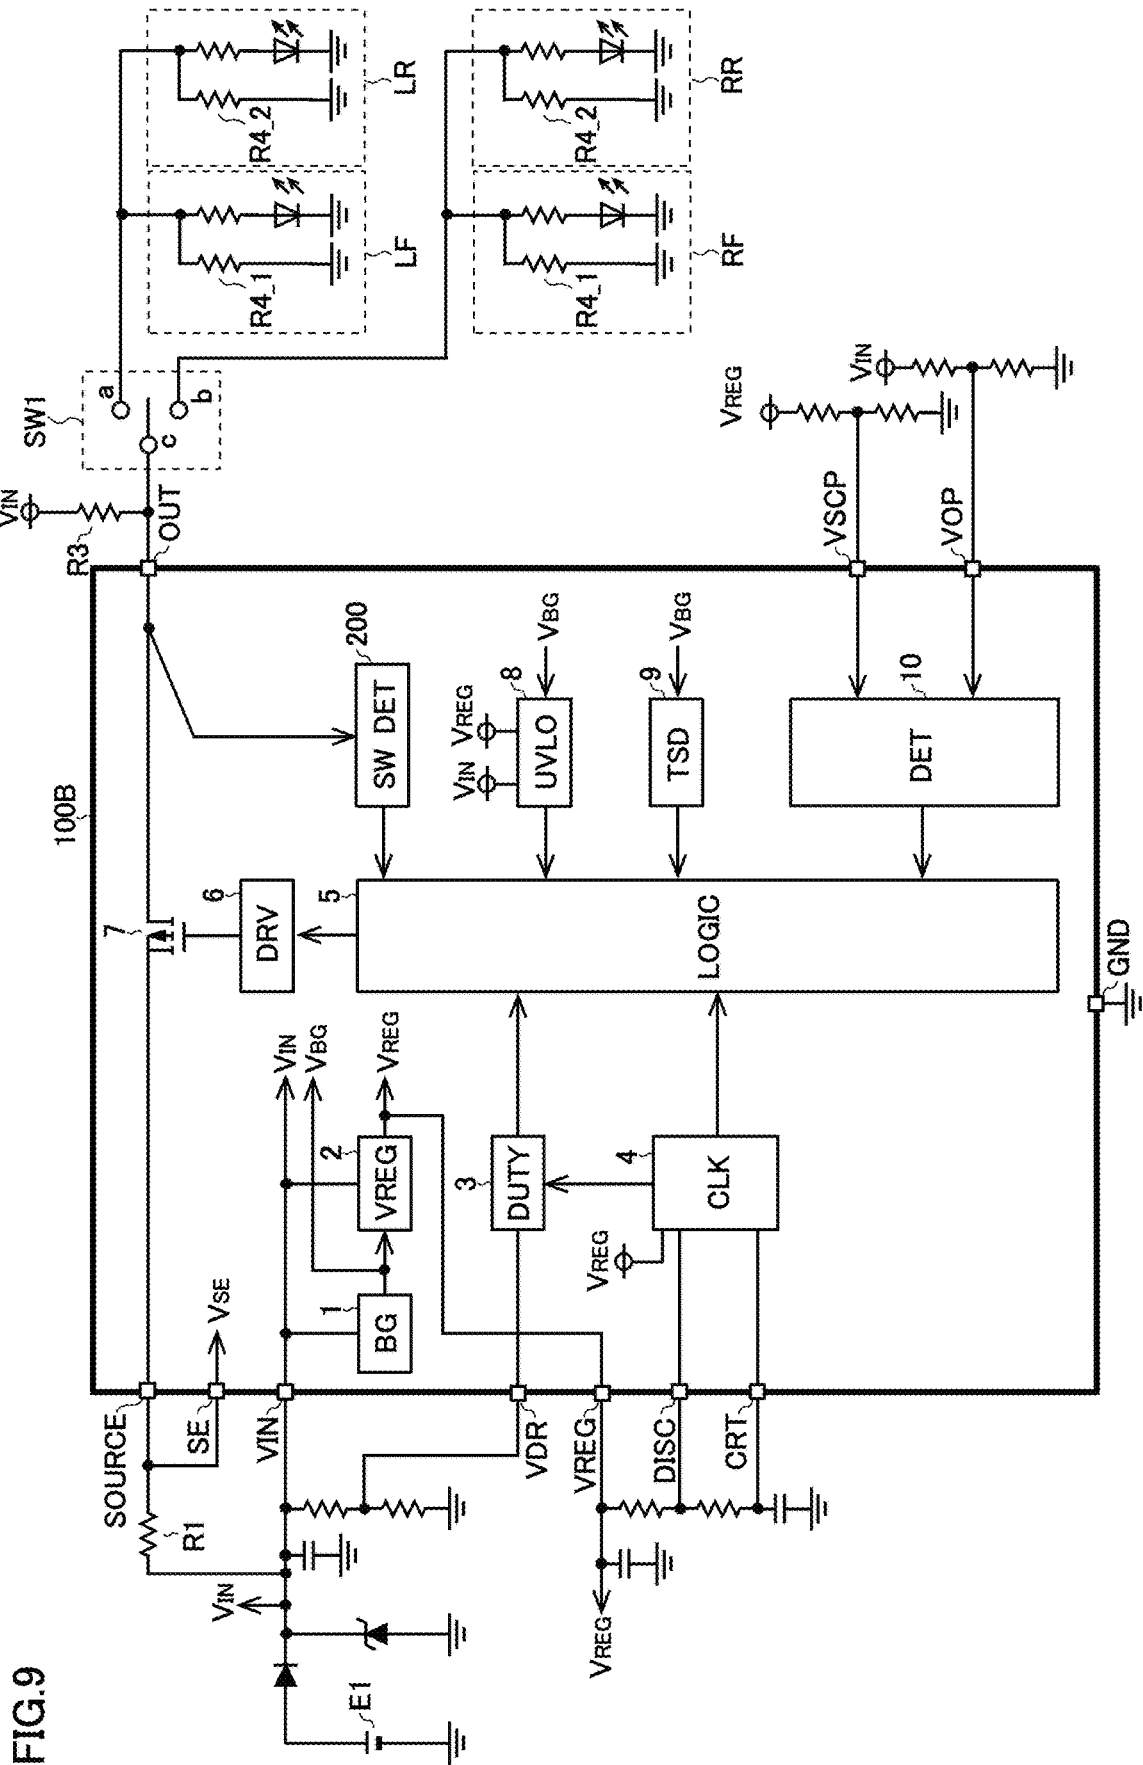 FIG.9
E1
VIN
R1
VREG
SOURCE
SE
VIN
VDR
VREG
DISC
CRT
VSE
100B
1
BG
2
VREG
VIN
VBG
VREG
3
DUTY
4
CLK
VREG
7
6
DRV
5
LOGIC
200
SW DET
8
UVLO
VIN
VREG
VBG
9
TSD
VBG
10
DET
GND
OUT
R3
VIN
VSCP
VOP
VREG
VIN
SW1
a
b
c
R4_1
LF
R4_2
LR
R4_1
RF
R4_2
RR